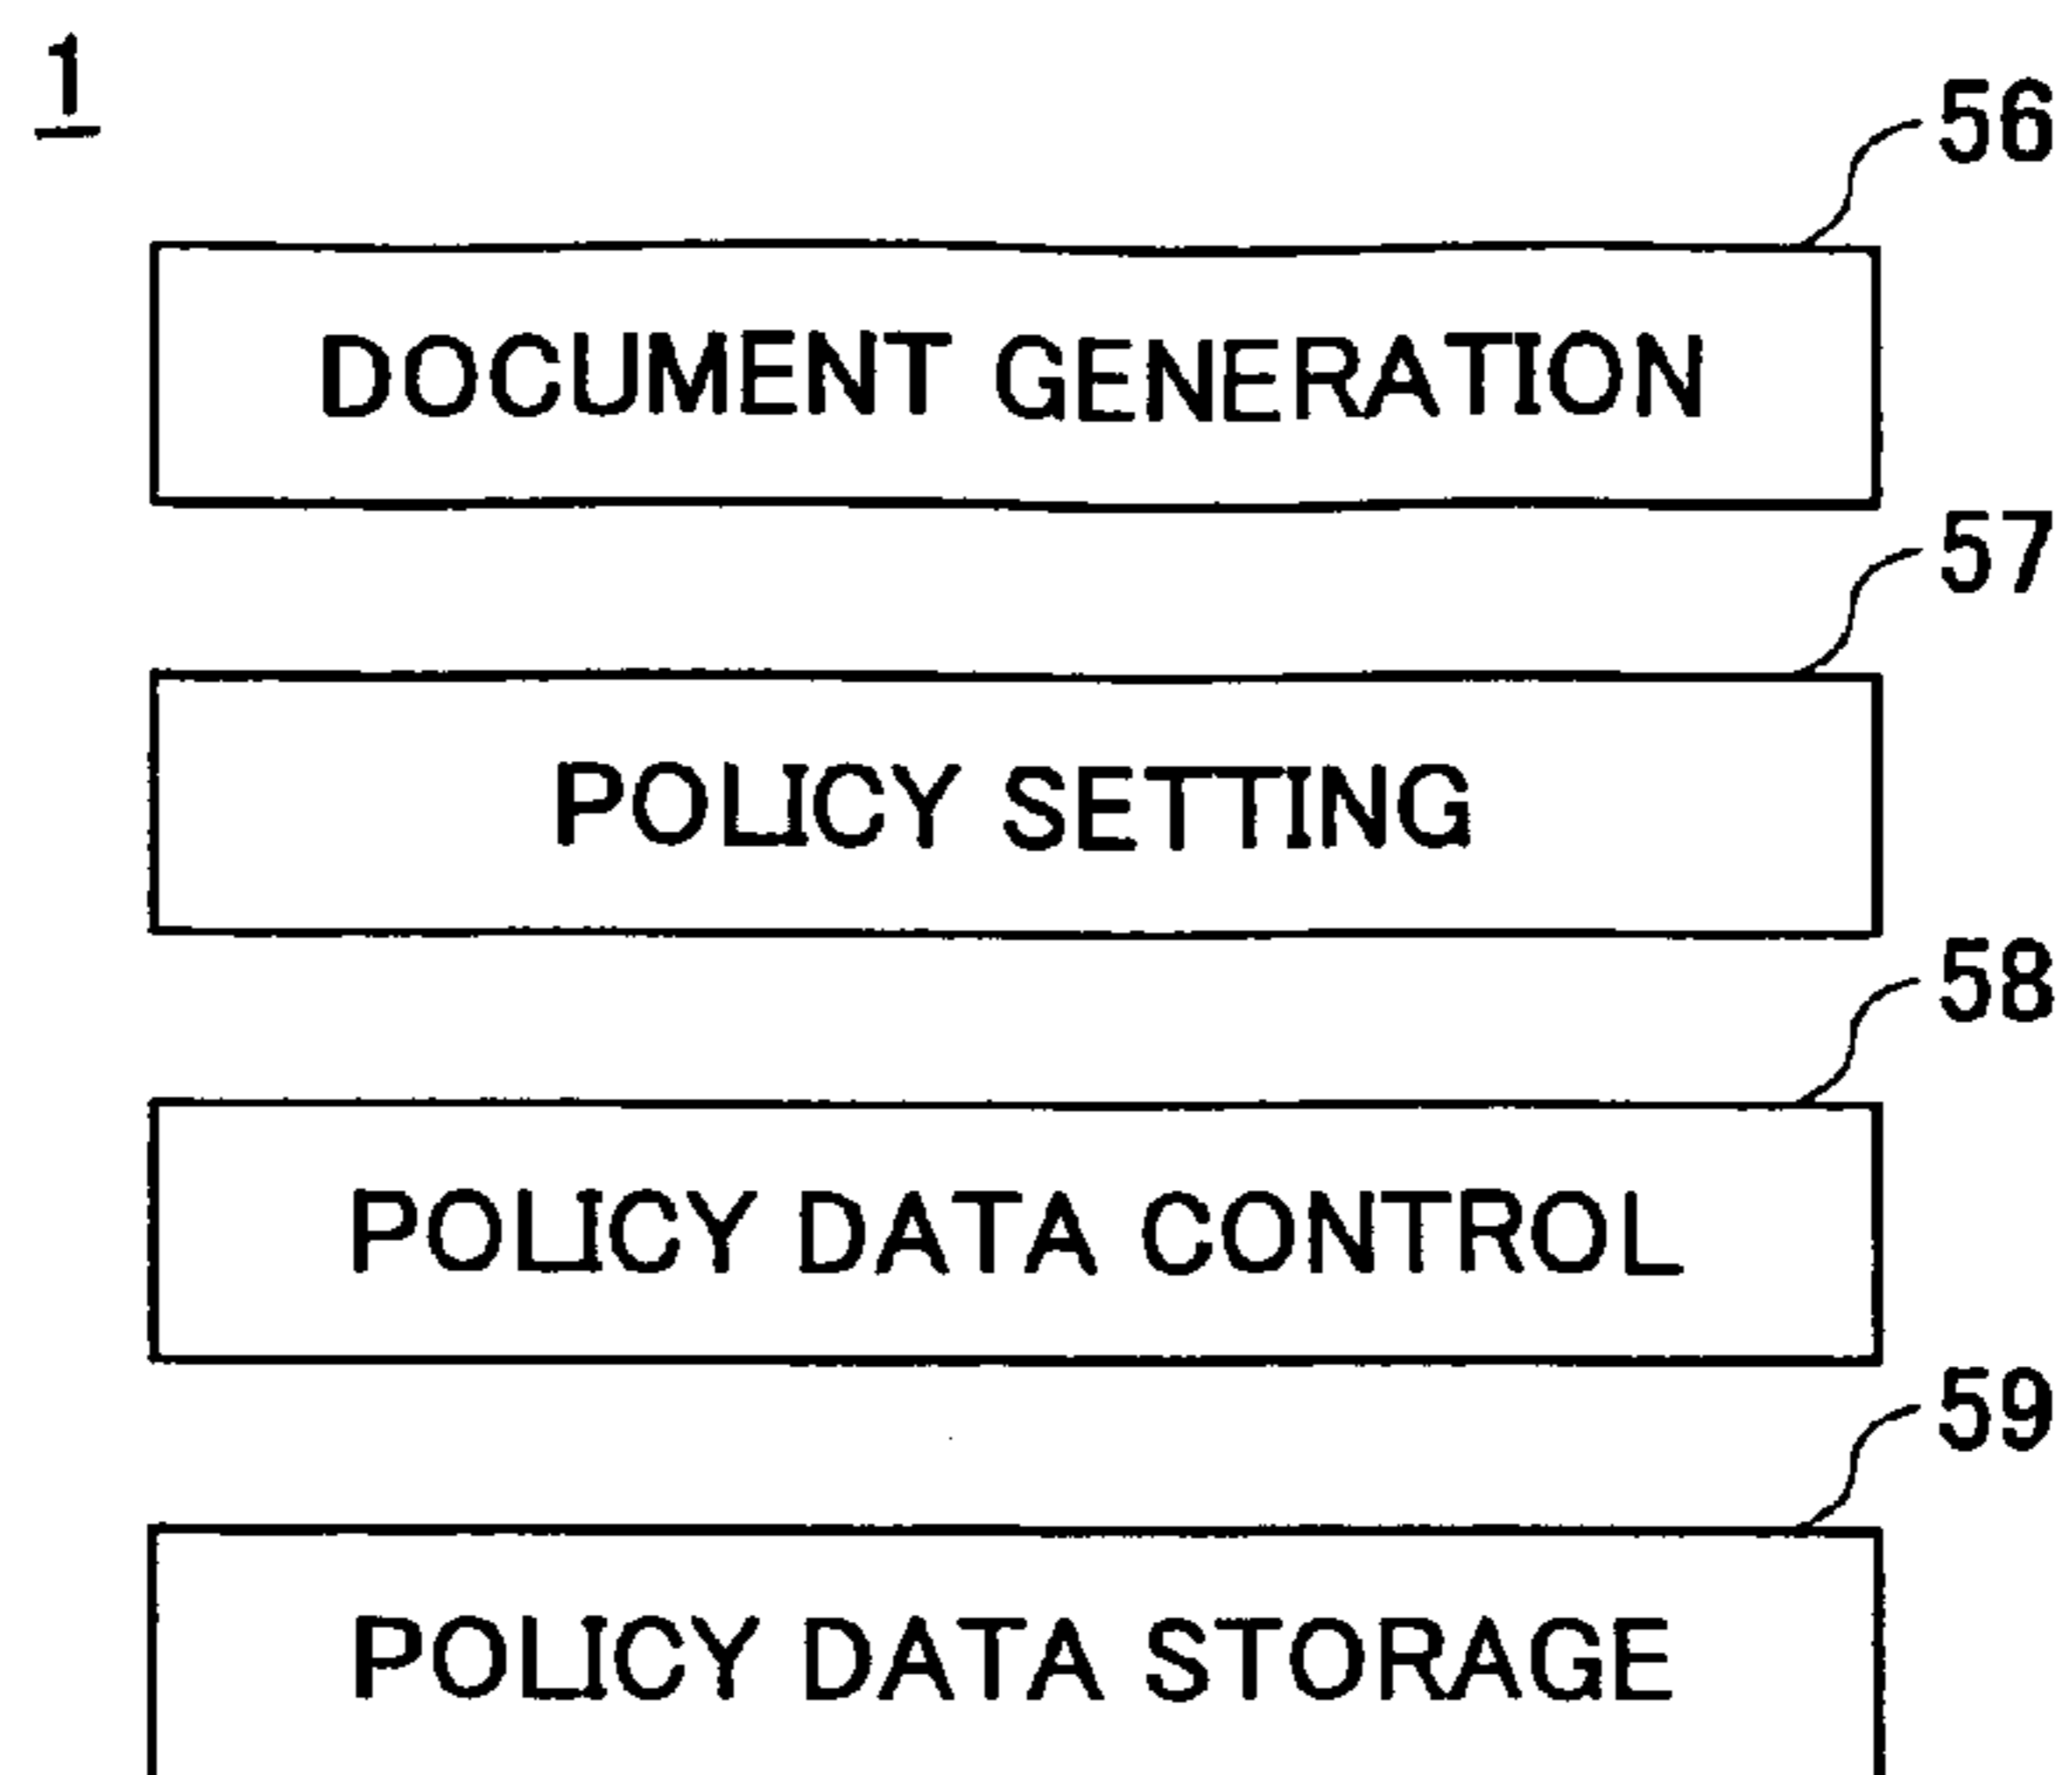 1
56
DOCUMENT GENERATION
57
POLICY SETTING
58
POLICY DATA CONTROL
59
POLICY DATA STORAGE